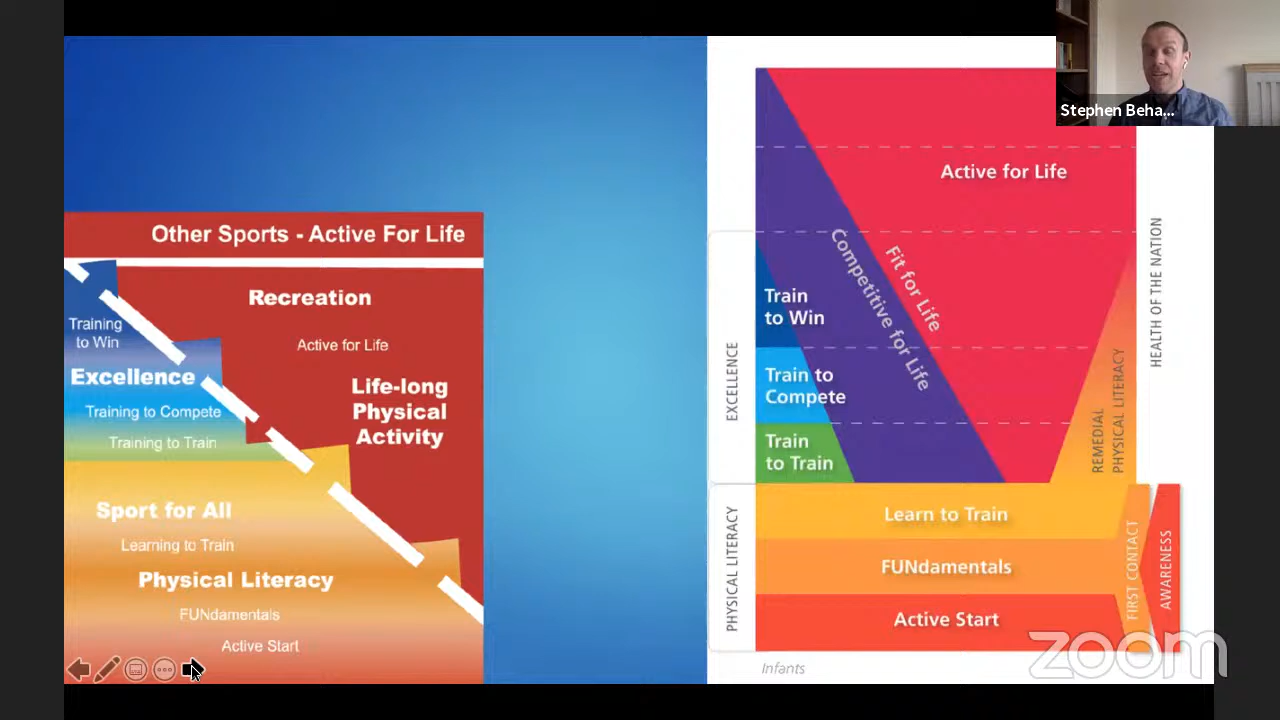 Stephen Beha...
Other Sports - Active For Life
Recreation
Active for Life
Life-long
Physical
Activity
Training
to Win
Excellence
Training to Compete
Training to Train
Sport for All
Learning to Train
Physical Literacy
FUNdamentals
Active Start
Active for Life
Fit for Life
Competitive for Life
Train
to Win
Train to
Compete
Train
to Train
EXCELLENCE
HEALTH OF THE NATION
REMEDIAL
PHYSICAL LITERACY
PHYSICAL LITERACY
Learn to Train
FUNdamentals
Active Start
FIRST CONTACT
AWARENESS
Infants
zoom